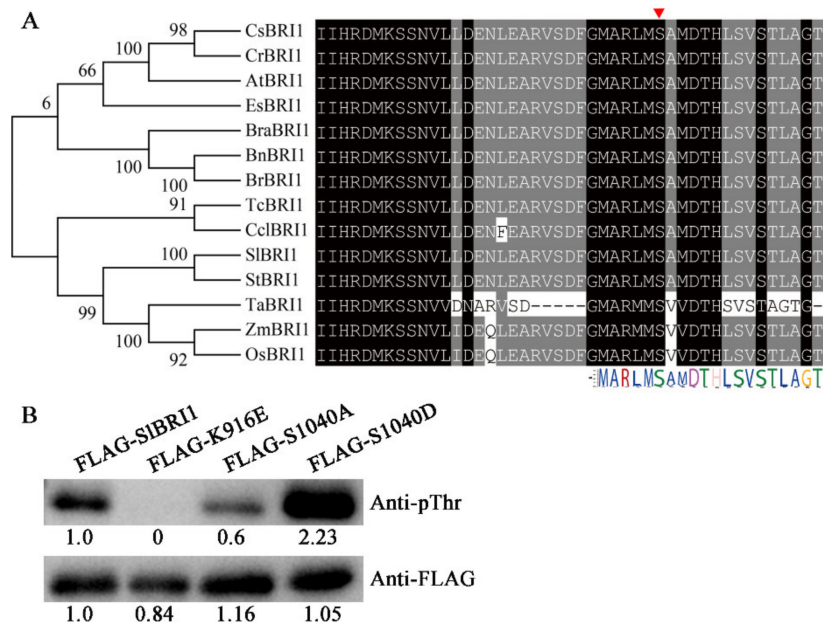 A
98
100
66
6
100
100
91
100
99
100
92
CsBRI1 IIHRDMKSSNVLLDENLEARVSDFGMARLMSAMDTHLSVSTLAGT
CrBRI1 IIHRDMKSSNVLLDENLEARVSDFGMARLMSAMDTHLSVSTLAGT
AtBRI1 IIHRDMKSSNVLLDENLEARVSDFGMARLMSAMDTHLSVSTLAGT
EsBRI1 IIHRDMKSSNVLLDENLEARVSDFGMARLMSAMDTHLSVSTLAGT
BraBRI1 IIHRDMKSSNVLLDENLEARVSDFGMARLMSAMDTHLSVSTLAGT
BnBRI1 IIHRDMKSSNVLLDENLEARVSDFGMARLMSAMDTHLSVSTLAGT
BrBRI1 IIHRDMKSSNVLLDENLEARVSDFGMARLMSAMDTHLSVSTLAGT
TcBRI1 IIHRDMKSSNVLLDENLEARVSDFGMARLMSAMDTHLSVSTLAGT
CclBRI1 IIHRDMKSSNVLLDENFEARVSDFGMARLMSAMDTHLSVSTLAGT
SlBRI1 IIHRDMKSSNVLLDENLEARVSDFGMARLMSAMDTHLSVSTLAGT
StBRI1 IIHRDMKSSNVLLDENLEARVSDFGMARLMSAMDTHLSVSTLAGT
TaBRI1 IIHRDMKSSNVVDNARVSD-----GMARMMSVVDTHSVSTAGTG-
ZmBRI1 IIHRDMKSSNVLIDEQLEARVSDFGMARMMSVVDTHLSVSTLAGT
OsBRI1 IIHRDMKSSNVLIDEQLEARVSDFGMARMMSVVDTHLSVSTLAGT
MARLMSAMDTHLSVSTLAGT
B
FLAG-SlBRI1 FLAG-K916E FLAG-S1040A FLAG-S1040D
Anti-pThr
1.0 0 0.6 2.23
Anti-FLAG
1.0 0.84 1.16 1.05